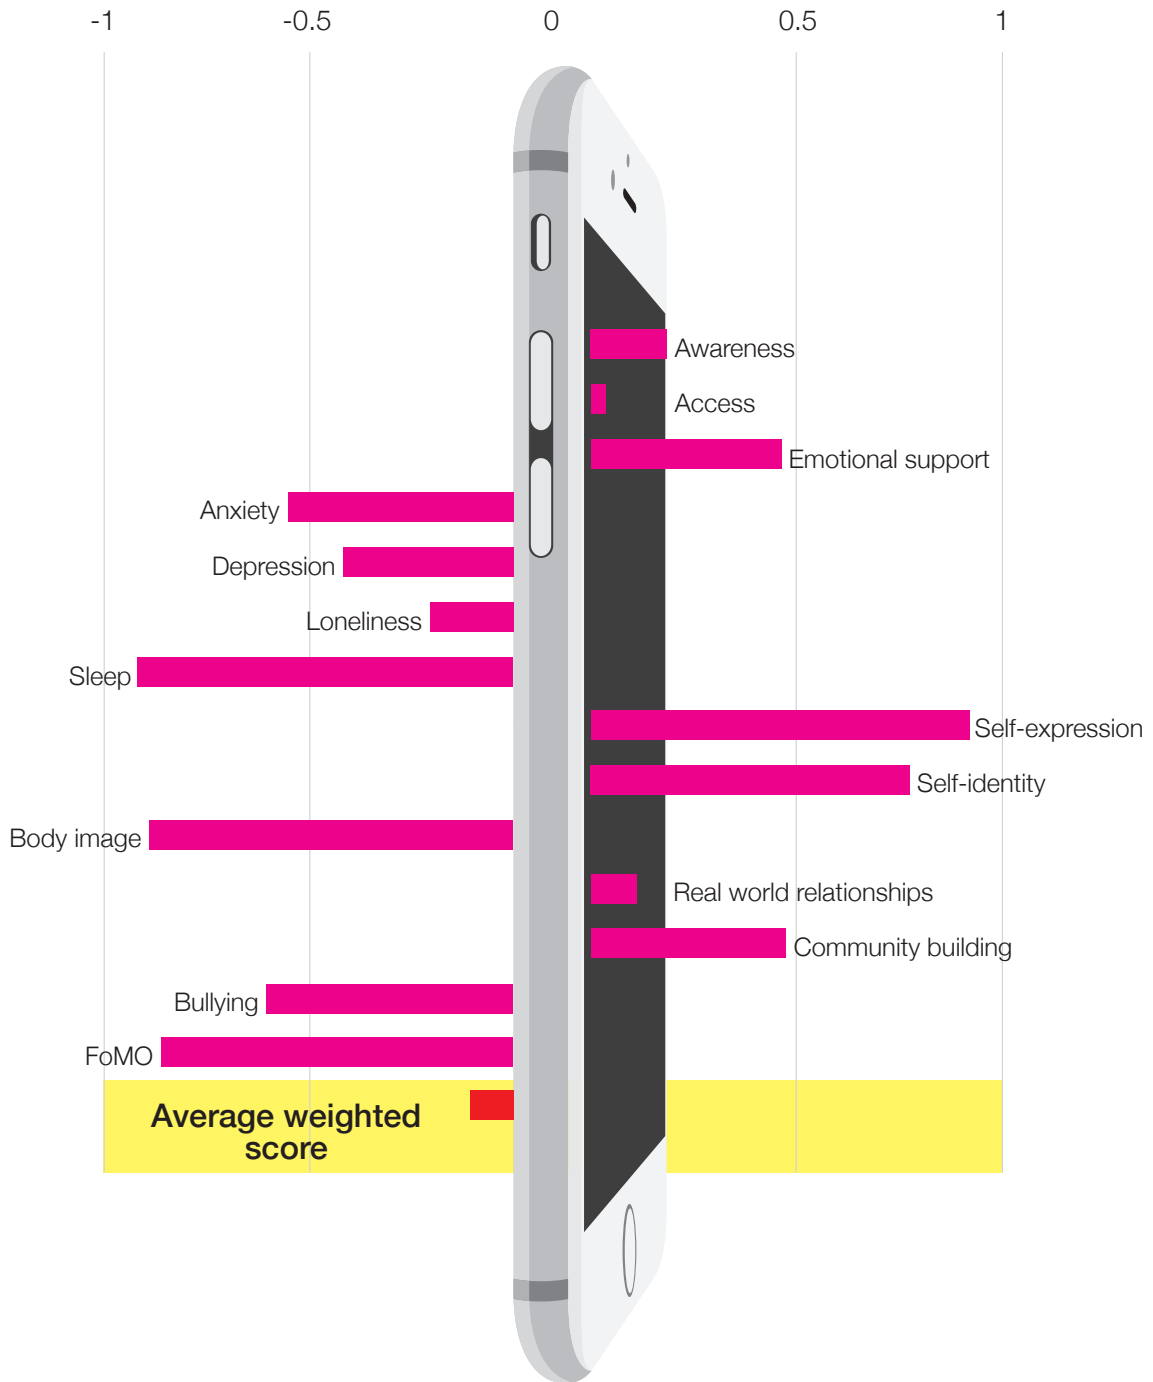 -1 -0.5 0 0.5 1
Awareness
Access
Emotional support
Anxiety
Depression
Loneliness
Sleep
Self-expression
Self-identity
Body image
Real world relationships
Community building
Bullying
FoMO
Average weighted
score